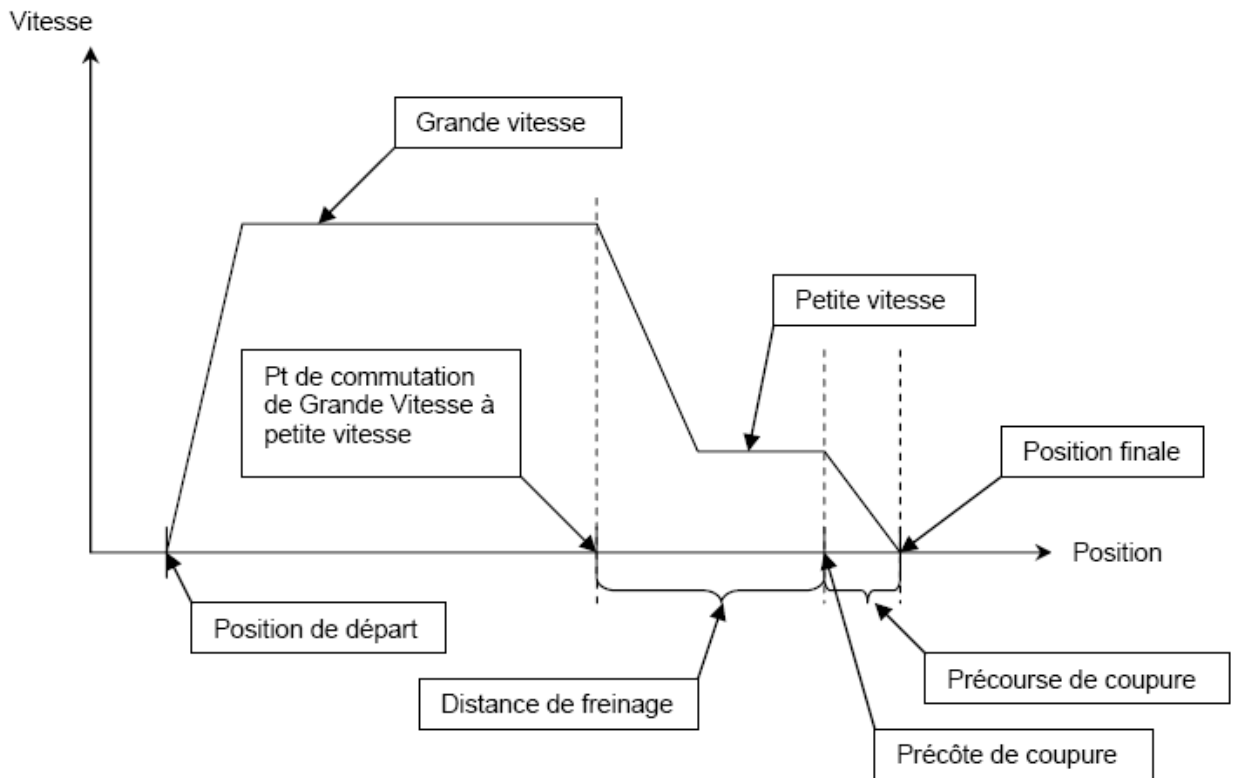 Vitesse
Grande vitesse
Petite vitesse
Pt de commutation
de Grande Vitesse à
petite vitesse
Position finale
Position
Position de départ
Précourse de coupure
Distance de freinage
Précôte de coupure